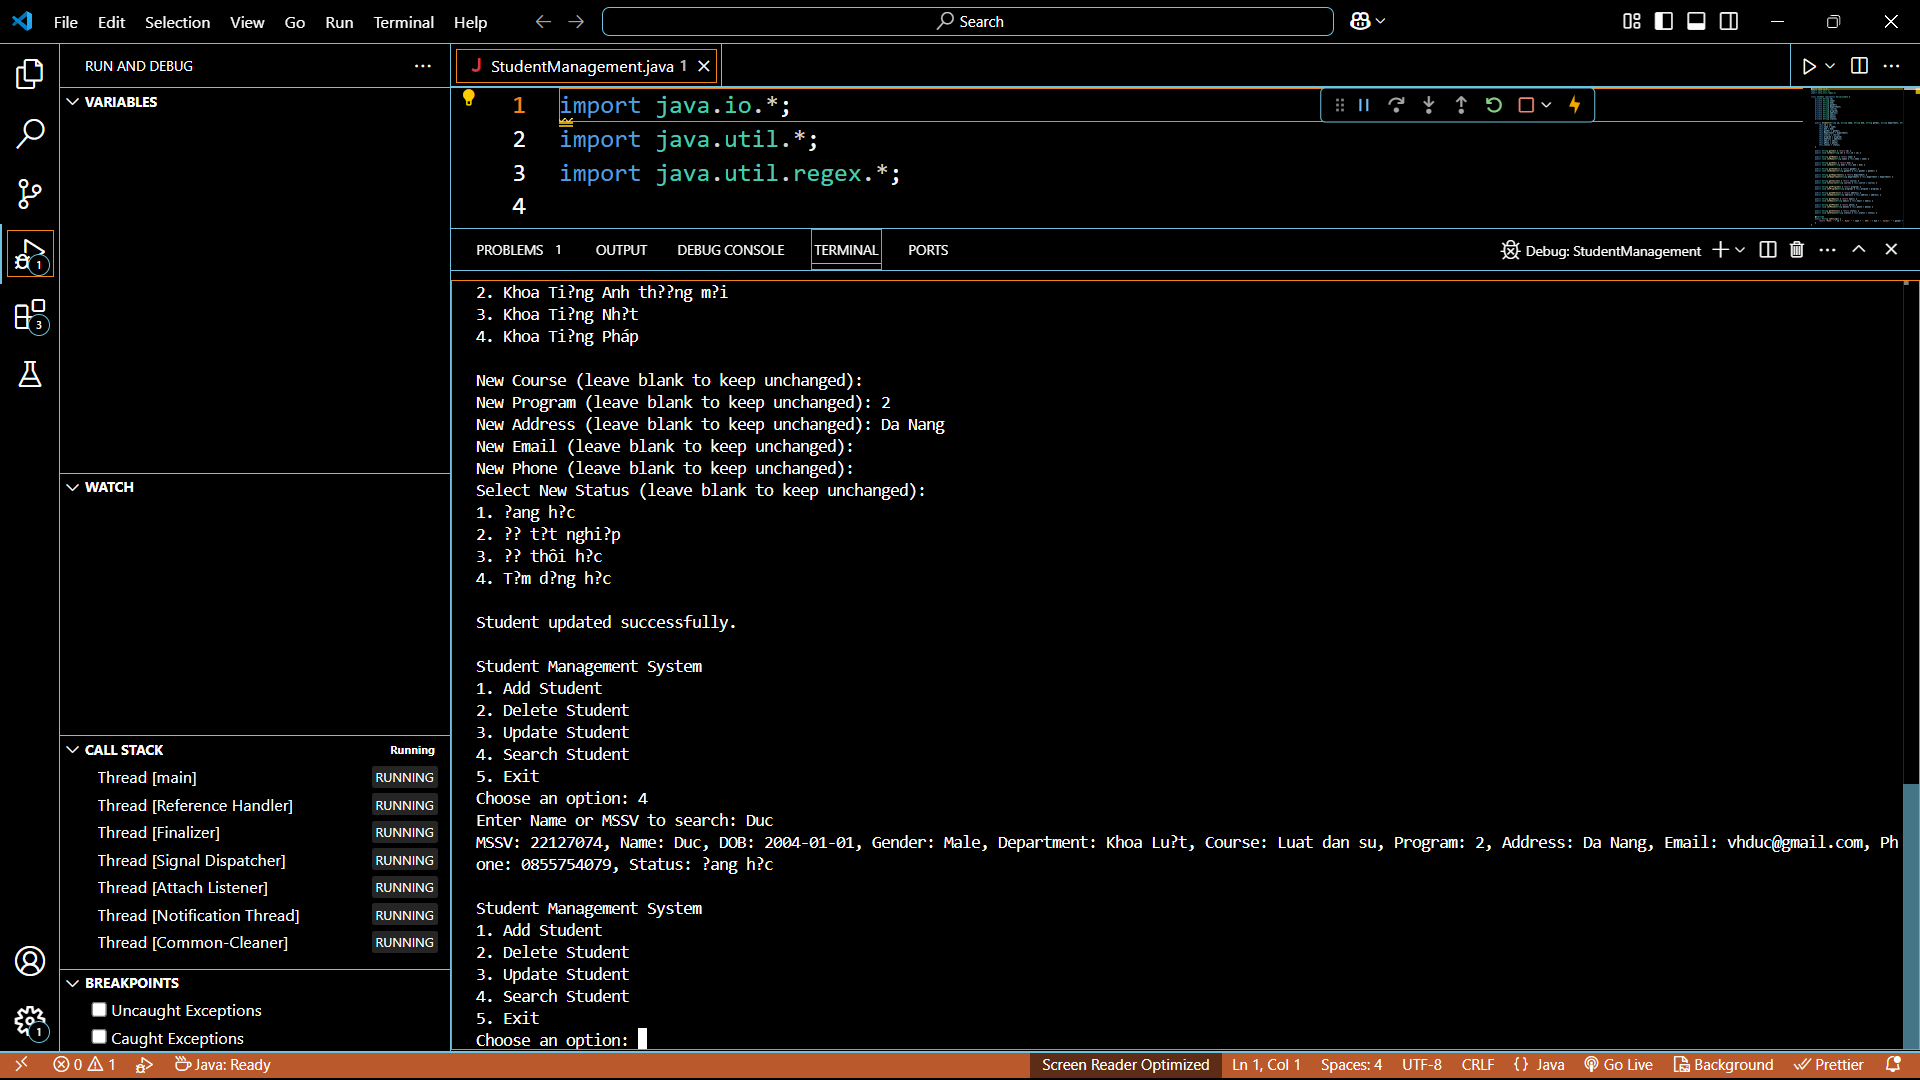 File Edit Selection View Go Run Terminal Help
Search
RUN AND DEBUG
StudentManagement.java 1
VARIABLES
1 import java.io.*;
2 import java.util.*;
3 import java.util.regex.*;
4
1
3
PROBLEMS 1 OUTPUT DEBUG CONSOLE TERMINAL PORTS
Debug: StudentManagement
2. Khoa Ti?ng Anh th??ng m?i
3. Khoa Ti?ng Nh?t
4. Khoa Ti?ng Pháp
New Course (leave blank to keep unchanged):
New Program (leave blank to keep unchanged): 2
New Address (leave blank to keep unchanged): Da Nang
New Email (leave blank to keep unchanged):
New Phone (leave blank to keep unchanged):
Select New Status (leave blank to keep unchanged):
1. ?ang h?c
2. ?? t?t nghi?p
3. ?? thôi h?c
4. T?m d?ng h?c
Student updated successfully.
Student Management System
1. Add Student
2. Delete Student
3. Update Student
4. Search Student
5. Exit
Choose an option: 4
Enter Name or MSSV to search: Duc
MSSV: 22127074, Name: Duc, DOB: 2004-01-01, Gender: Male, Department: Khoa Lu?t, Course: Luat dan su, Program: 2, Address: Da Nang, Email: vhduc@gmail.com, Ph
one: 0855754079, Status: ?ang h?c
Student Management System
1. Add Student
2. Delete Student
3. Update Student
4. Search Student
5. Exit
Choose an option:
WATCH
CALL STACK Running
Thread [main] RUNNING
Thread [Reference Handler] RUNNING
Thread [Finalizer] RUNNING
Thread [Signal Dispatcher] RUNNING
Thread [Attach Listener] RUNNING
Thread [Notification Thread] RUNNING
Thread [Common-Cleaner] RUNNING
BREAKPOINTS
Uncaught Exceptions
Caught Exceptions
1
0 1 Java: Ready
Screen Reader Optimized Ln 1, Col 1 Spaces: 4 UTF-8 CRLF {} Java Go Live Background Prettier